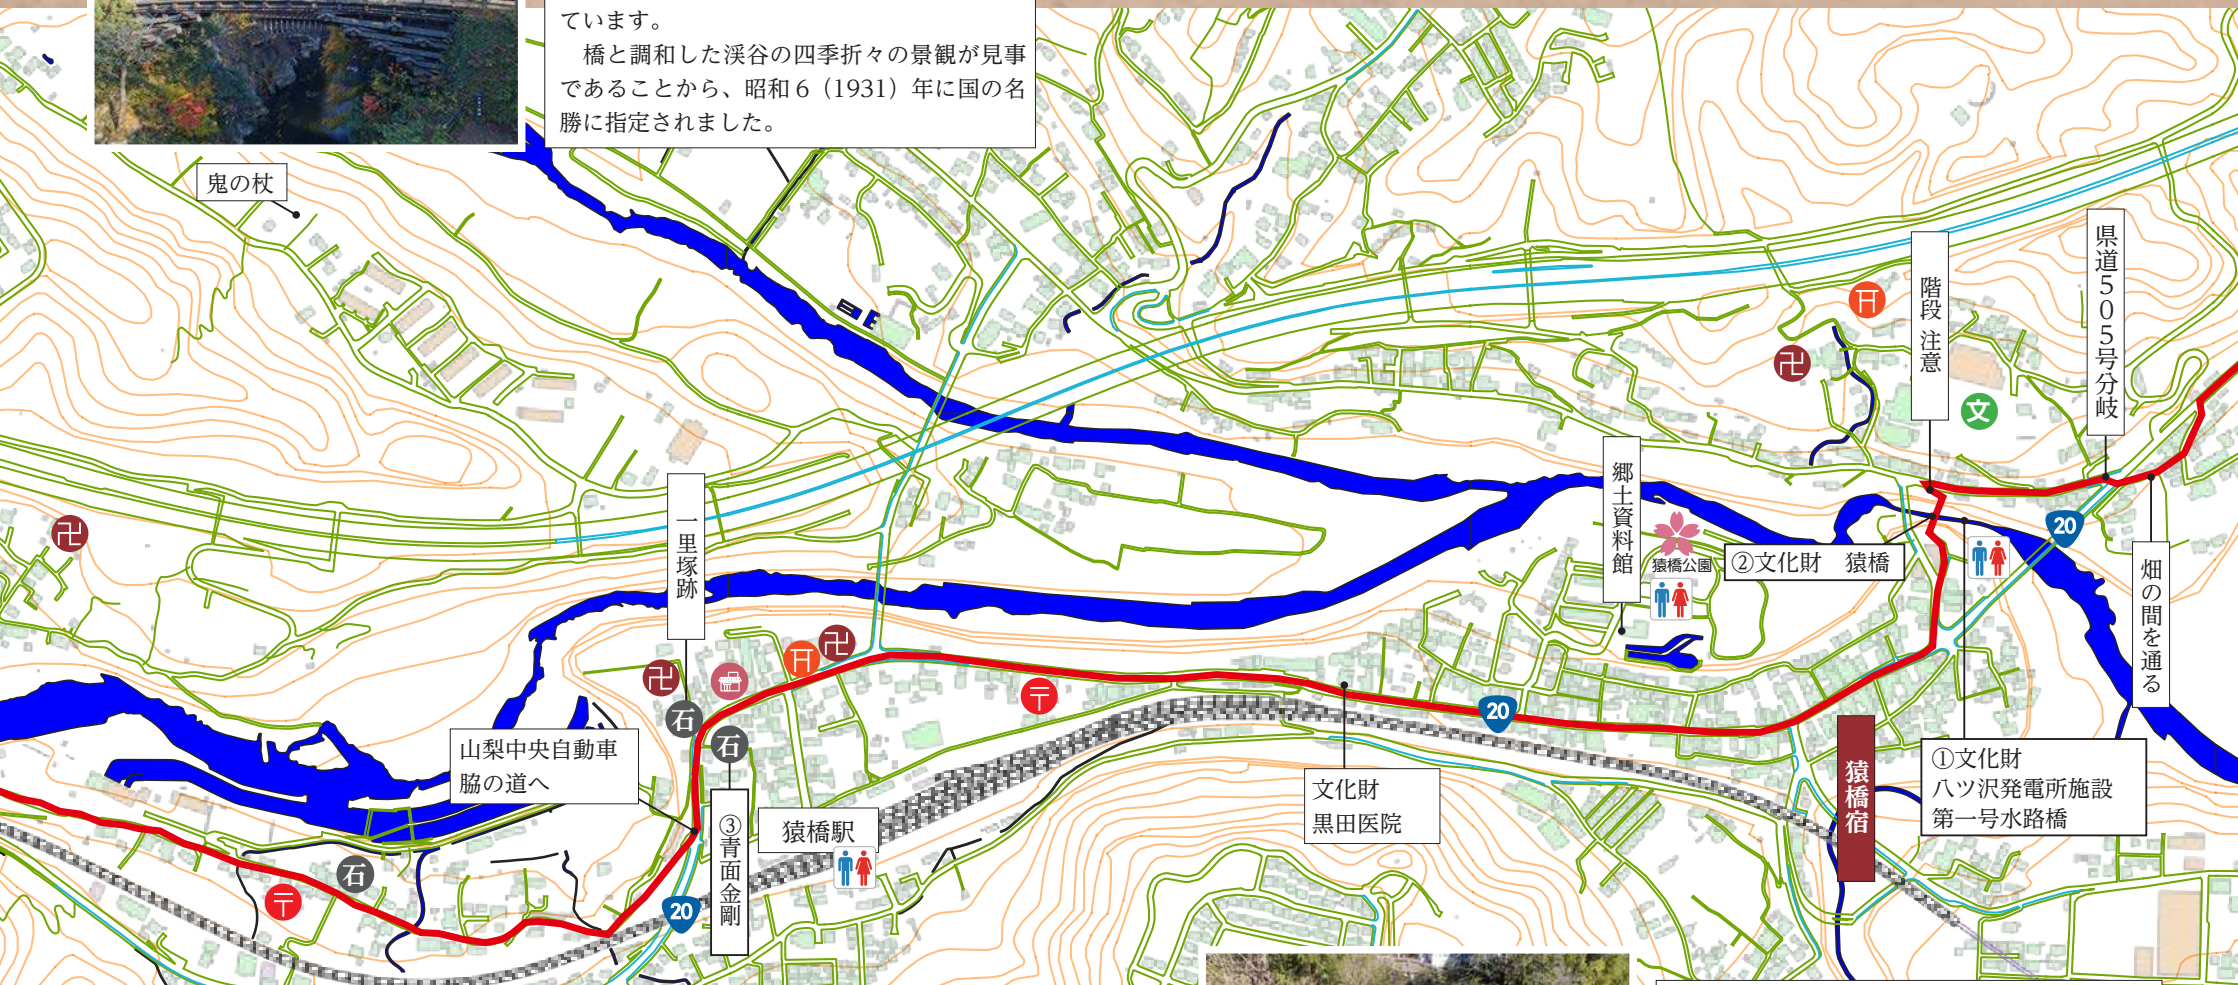 ています。
　橋と調和した渓谷の四季折々の景観が見事
であることから、昭和６（1931）年に国の名
勝に指定されました。
鬼の杖
県道５０５号分岐
階段 注意
文
郷土資料館
猿橋公園
②文化財　猿橋
20
畑の間を通る
一里塚跡
石
石
山梨中央自動車
脇の道へ
③青面金剛
猿橋駅
20
文化財
黒田医院
20
猿橋宿
①文化財
八ツ沢発電所施設
第一号水路橋
石